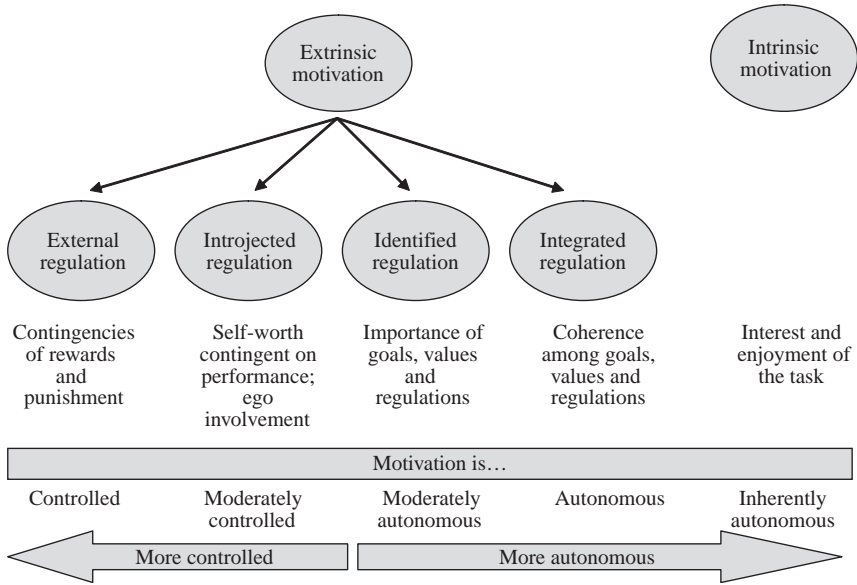 Extrinsic
motivation
Intrinsic
motivation
External
regulation
Introjected
regulation
Identified
regulation
Integrated
regulation
Contingencies
of rewards
and
punishment
Self-worth
contingent on
performance;
ego
involvement
Importance of
goals, values
and
regulations
Coherence
among goals,
values and
regulations
Interest and
enjoyment of
the task
Motivation is…
Controlled
Moderately
controlled
Moderately
autonomous
Autonomous
Inherently
autonomous
More controlled
More autonomous